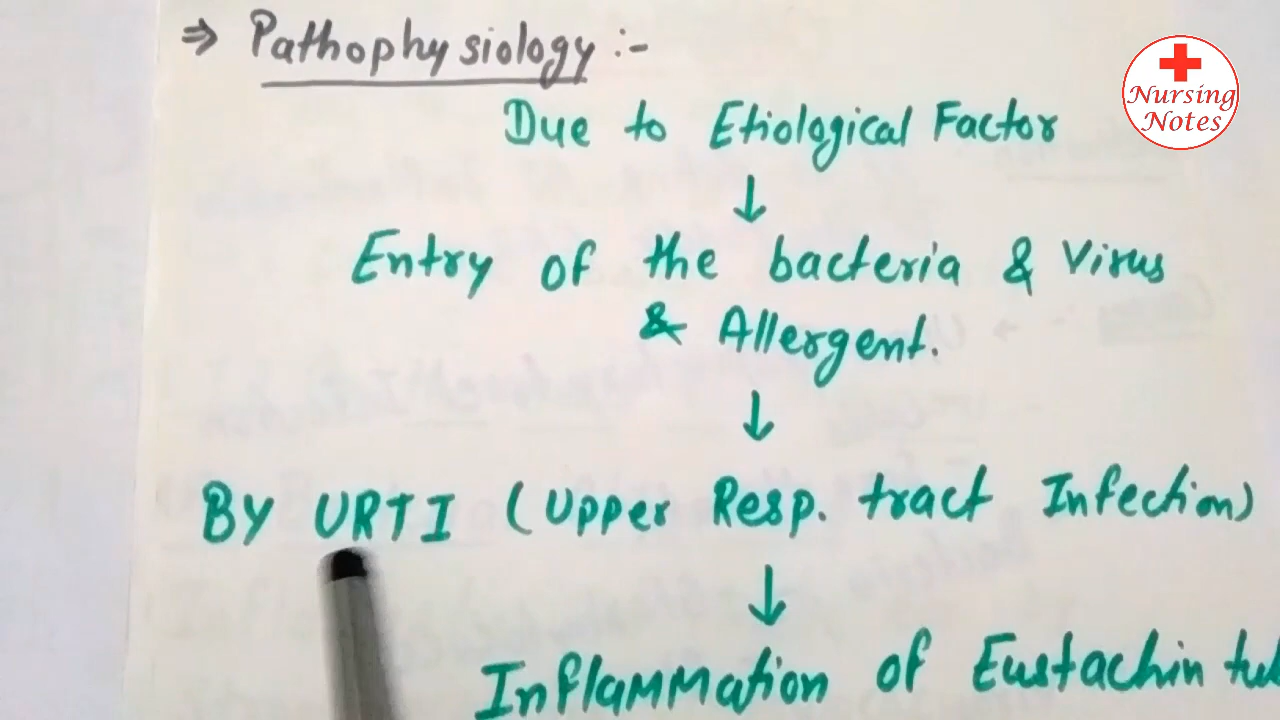 ⇒ Pathophysiology :-
Nursing
Notes
Due to Etiological Factor
↓
Entry of the bacteria & Virus
& Allergent.
↓
By URTI (Upper Resp. tract Infection)
↓
Inflammation of Eustachin